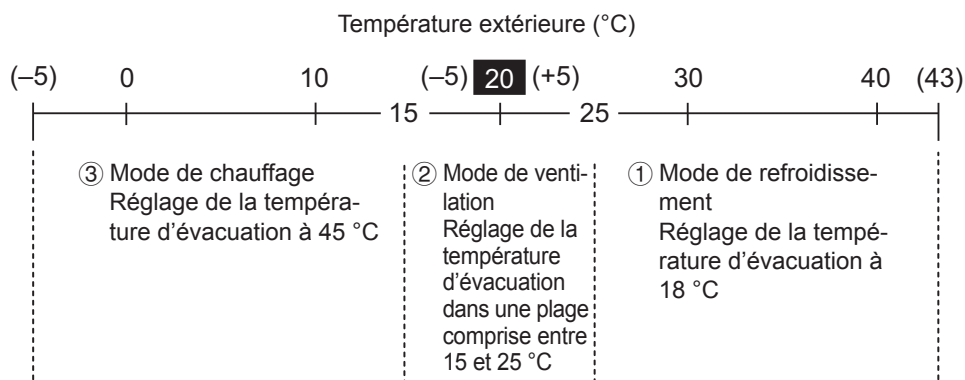 Température extérieure (°C)
(–5) 0 10 (–5) 20 (+5) 30 40 (43)
15 25
③ Mode de chauffage
Réglage de la tempéra-
ture d'évacuation à 45 °C
② Mode de venti-
lation
Réglage de la
température
d'évacuation
dans une plage
comprise entre
15 et 25 °C
① Mode de refroidisse-
ment
Réglage de la tempé-
rature d'évacuation à
18 °C